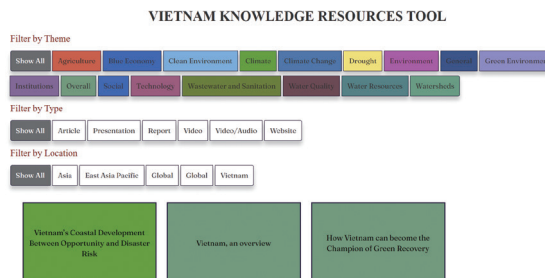 VIETNAM KNOWLEDGE RESOURCES TOOL
Filter by Theme
Show All Agriculture Blue Economy Clean Environment Climate Climate Change Drought Environment General Green Environme
Institutions Overall Social Technology Wastewater and Sanitation Water Quality Water Resources Watersheds
Filter by Type
Show All Article Presentation Report Video Video/Audio Website
Filter by Location
Show All Asia East Asia Pacific Global Global Vietnam
Vietnam's Coastal Development
Between Opportunity and Disaster
Risk
Vietnam, an overview
How Vietnam can become the
Champion of Green Recovery